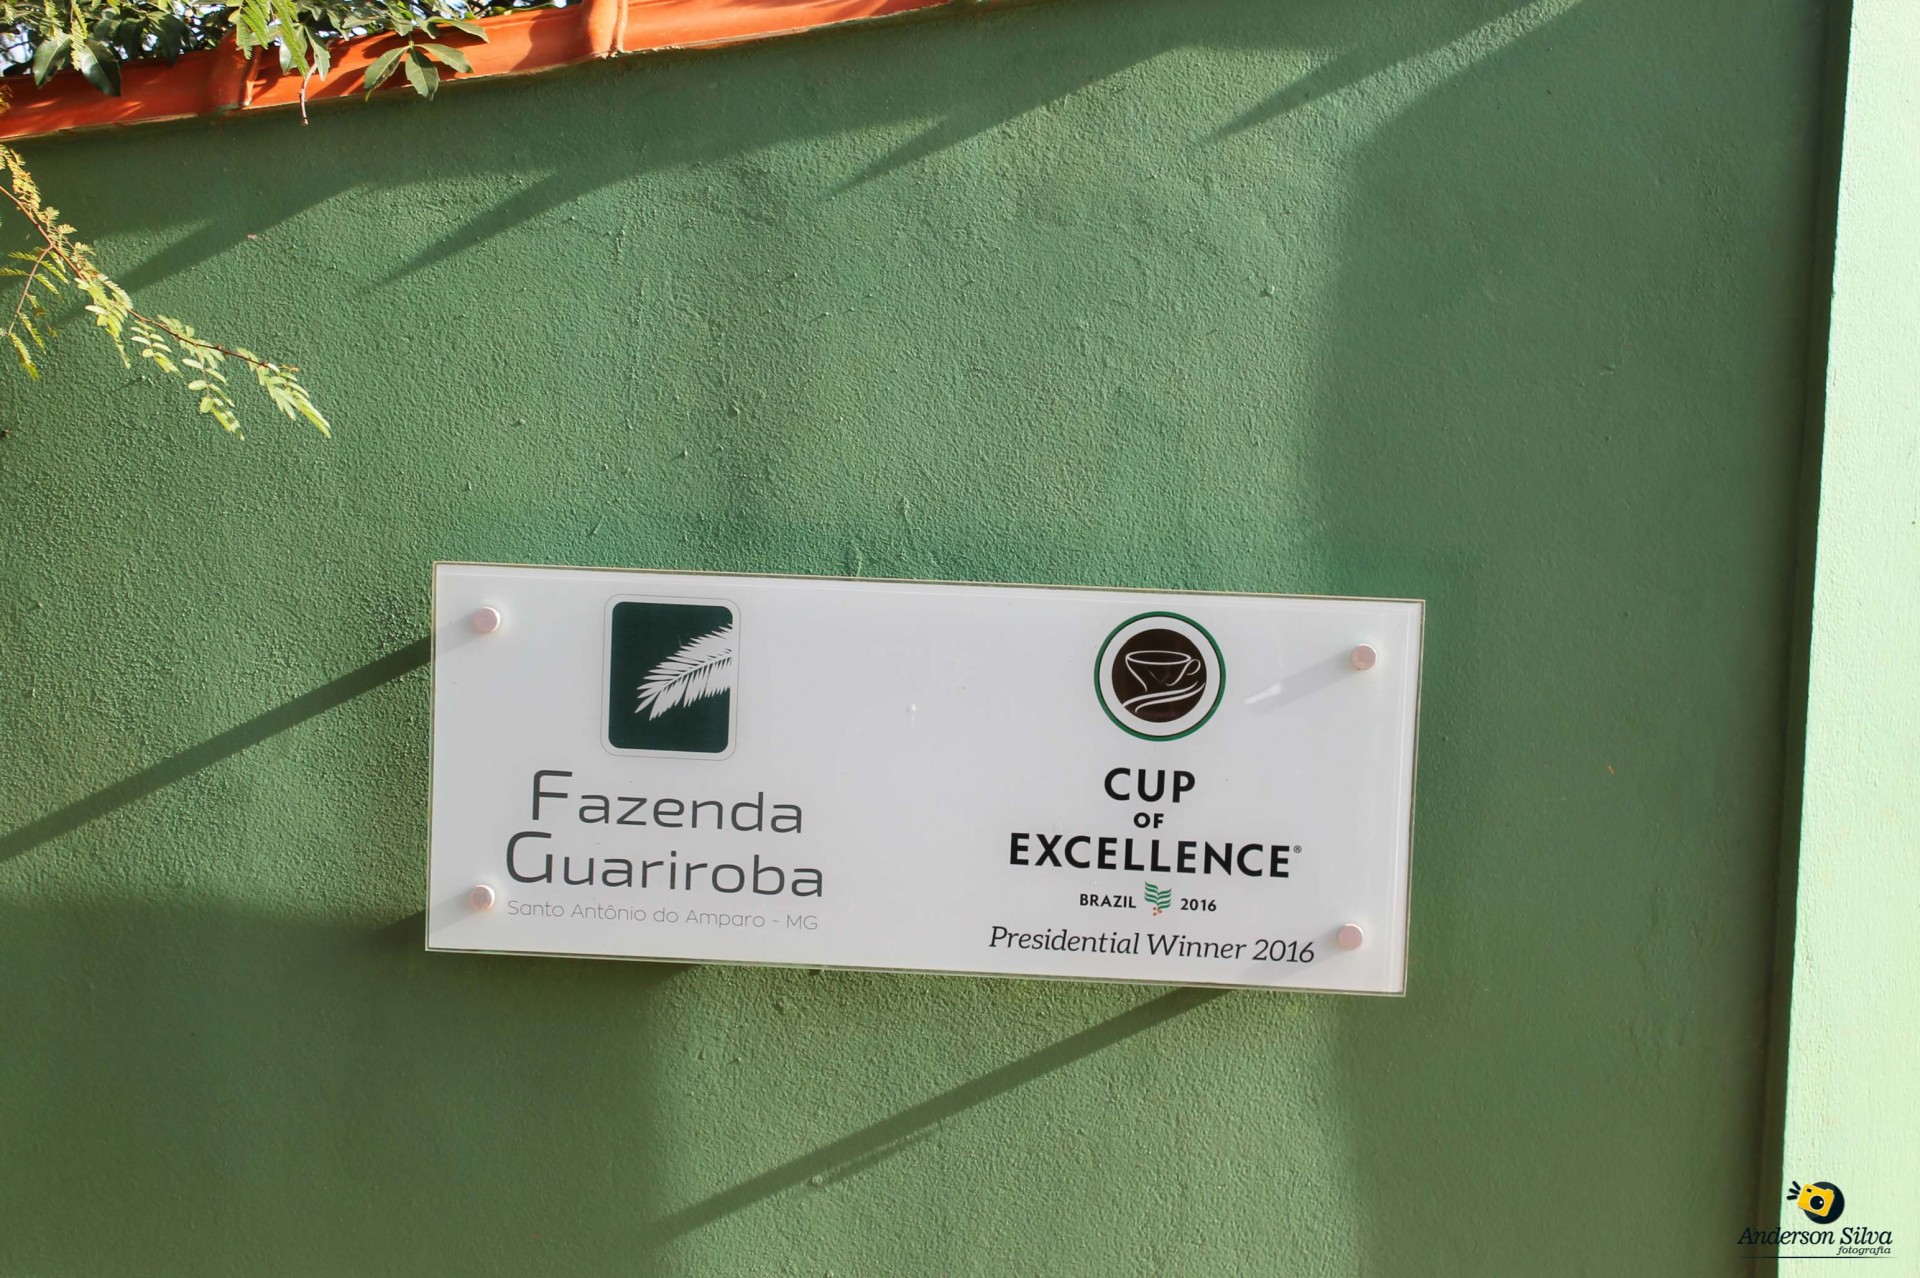 Fazenda
Guariroba
Santo Antônio do Amparo - MG
CUP
OF
EXCELLENCE®
BRAZIL 2016
Presidential Winner 2016
Anderson Silva
fotografia